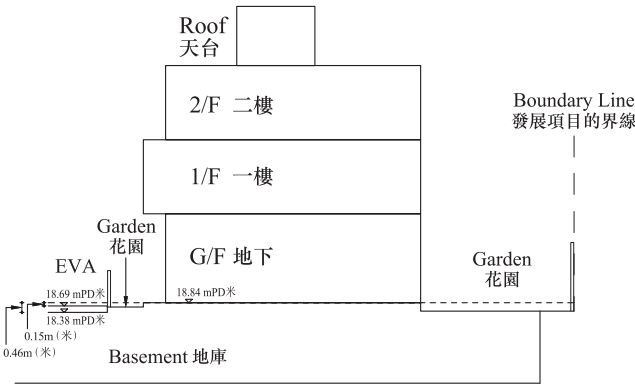 Roof
天台
2/F 二樓
Boundary Line
發展項目的界線
1/F 一樓
Garden
花園
G/F 地下
Garden
花園
EVA
18.69 mPD米
18.84 mPD米
18.38 mPD米
0.15m (米)
0.46m (米)
Basement 地庫